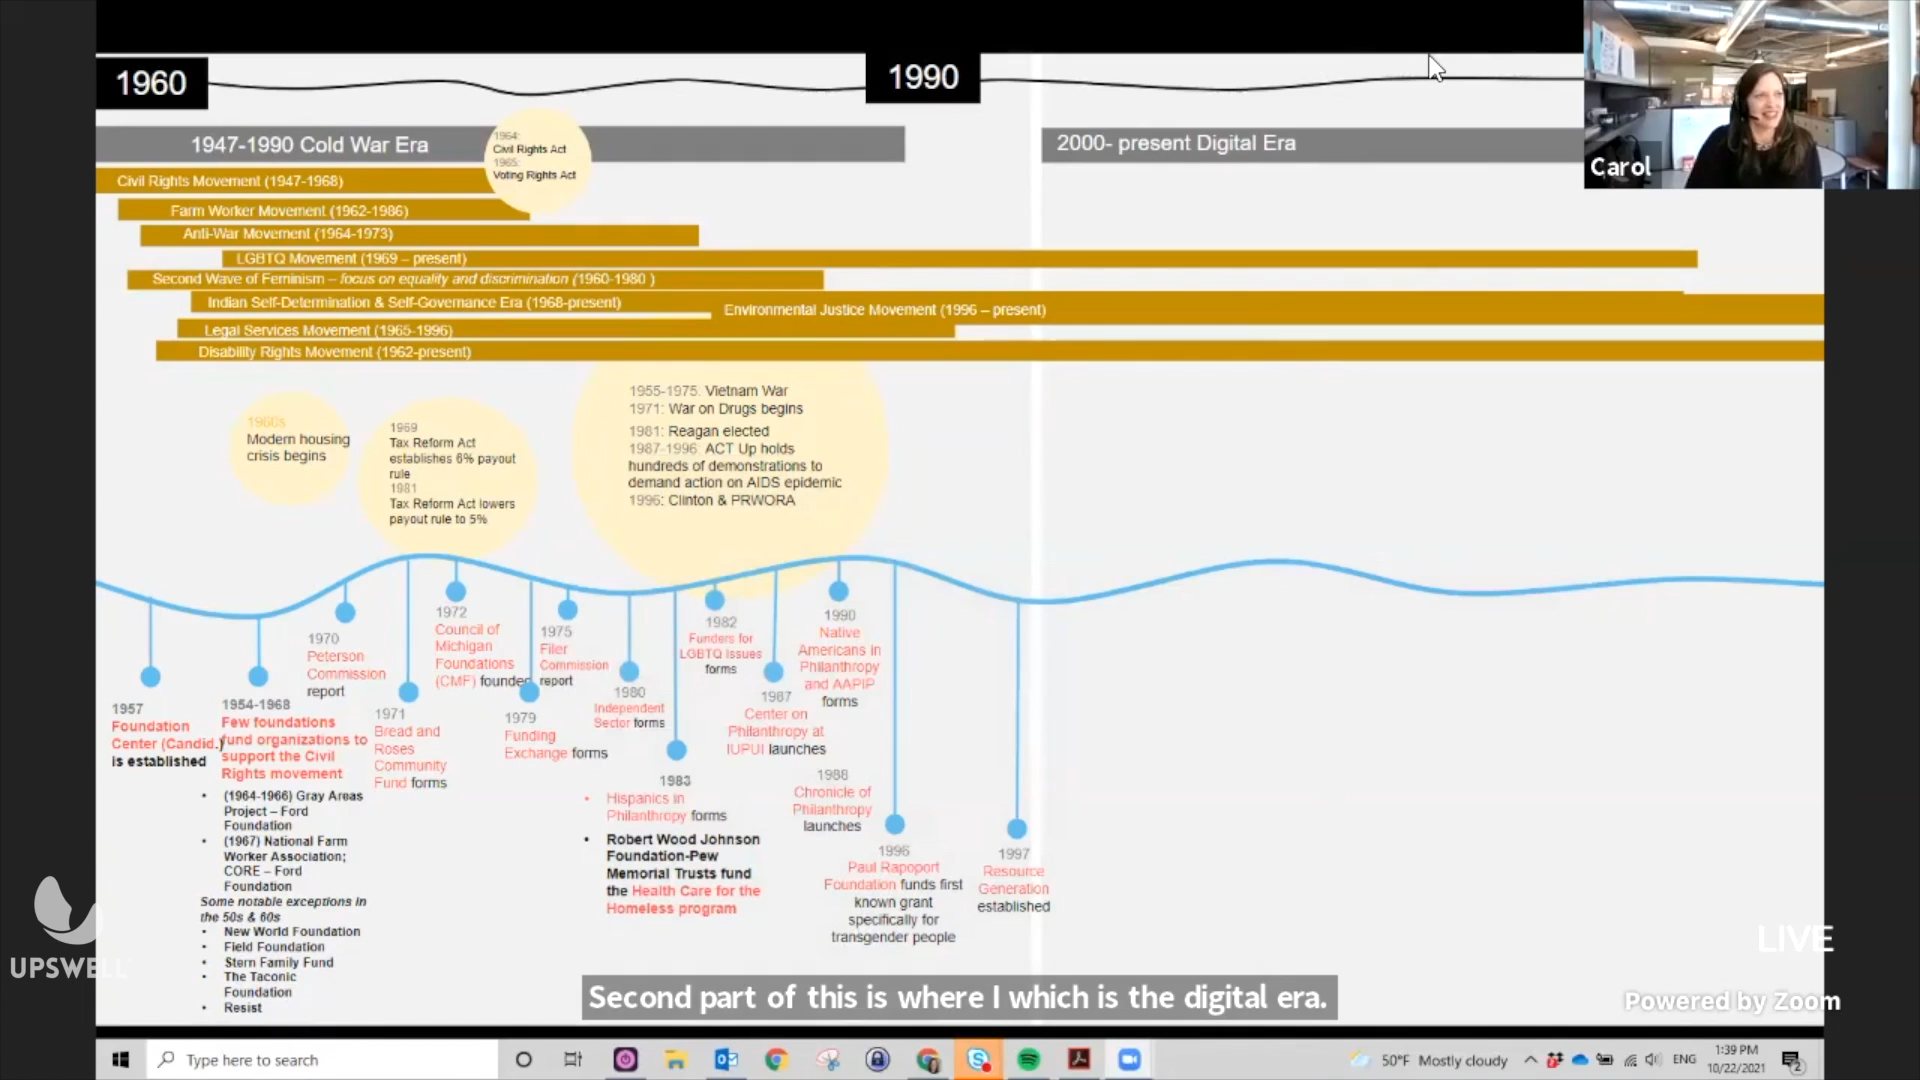 1960
1990
1947-1990 Cold War Era
2000- present Digital Era
1964:
Civil Rights Act
1965:
Voting Rights Act
Carol
Civil Rights Movement (1947-1968)
Farm Worker Movement (1962-1986)
Anti-War Movement (1964-1973)
LGBTQ Movement (1969 – present)
Second Wave of Feminism – focus on equality and discrimination (1960-1980 )
Indian Self-Determination & Self-Governance Era (1968-present)
Environmental Justice Movement (1996 – present)
Legal Services Movement (1965-1996)
Disability Rights Movement (1962-present)
1960s
Modern housing
crisis begins
1969
Tax Reform Act
establishes 6% payout
rule
1981
Tax Reform Act lowers
payout rule to 5%
1955-1975: Vietnam War
1971: War on Drugs begins
1981: Reagan elected
1987-1996: ACT Up holds
hundreds of demonstrations to
demand action on AIDS epidemic
1996: Clinton & PRWORA
1957
Foundation
Center (Candid.)
is established
1954-1968
Few foundations
fund organizations to
support the Civil
Rights movement
• (1964-1966) Gray Areas
Project – Ford
Foundation
• (1967) National Farm
Worker Association;
CORE – Ford
Foundation
Some notable exceptions in
the 50s & 60s
• New World Foundation
• Field Foundation
• Stern Family Fund
• The Taconic
Foundation
• Resist
1970
Peterson
Commission
report
1971
Bread and
Roses
Community
Fund forms
1972
Council of
Michigan
Foundations
(CMF) founded
1975
Filer
Commission
report
1979
Funding
Exchange forms
1980
Independent
Sector forms
1983
• Hispanics in
Philanthropy forms
• Robert Wood Johnson
Foundation-Pew
Memorial Trusts fund
the Health Care for the
Homeless program
1982
Funders for
LGBTQ Issues
forms
1987
Center on
Philanthropy at
IUPUI launches
1988
Chronicle of
Philanthropy
launches
1990
Native
Americans in
Philanthropy
and AAPIP
forms
1996
Paul Rapoport
Foundation funds first
known grant
specifically for
transgender people
1997
Resource
Generation
established
UPSWELL
LIVE
Powered by Zoom
Second part of this is where I which is the digital era.
Type here to search
50°F Mostly cloudy
ENG
1:39 PM
10/22/2021
2